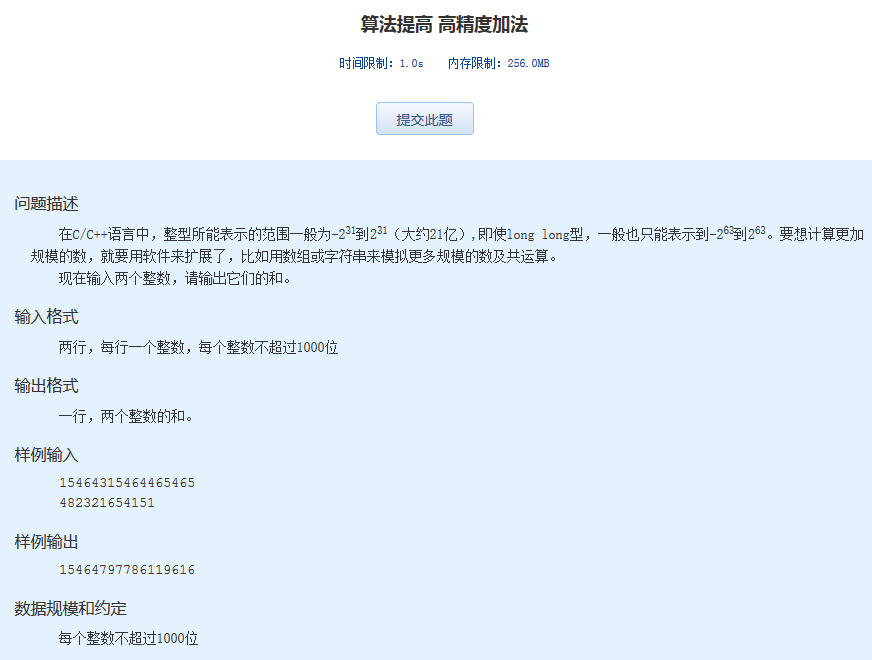 算法提高 高精度加法
时间限制：1.0s 内存限制：256.0MB
提交此题
问题描述
在C/C++语言中，整型所能表示的范围一般为-2^31到2^31（大约21亿）,即使long long型，一般也只能表示到-2^63到2^63。要想计算更加
规模的数，就要用软件来扩展了，比如用数组或字符串来模拟更多规模的数及共运算。
现在输入两个整数，请输出它们的和。
输入格式
两行，每行一个整数，每个整数不超过1000位
输出格式
一行，两个整数的和。
样例输入
15464315464465465
482321654151
样例输出
15464797786119616
数据规模和约定
每个整数不超过1000位